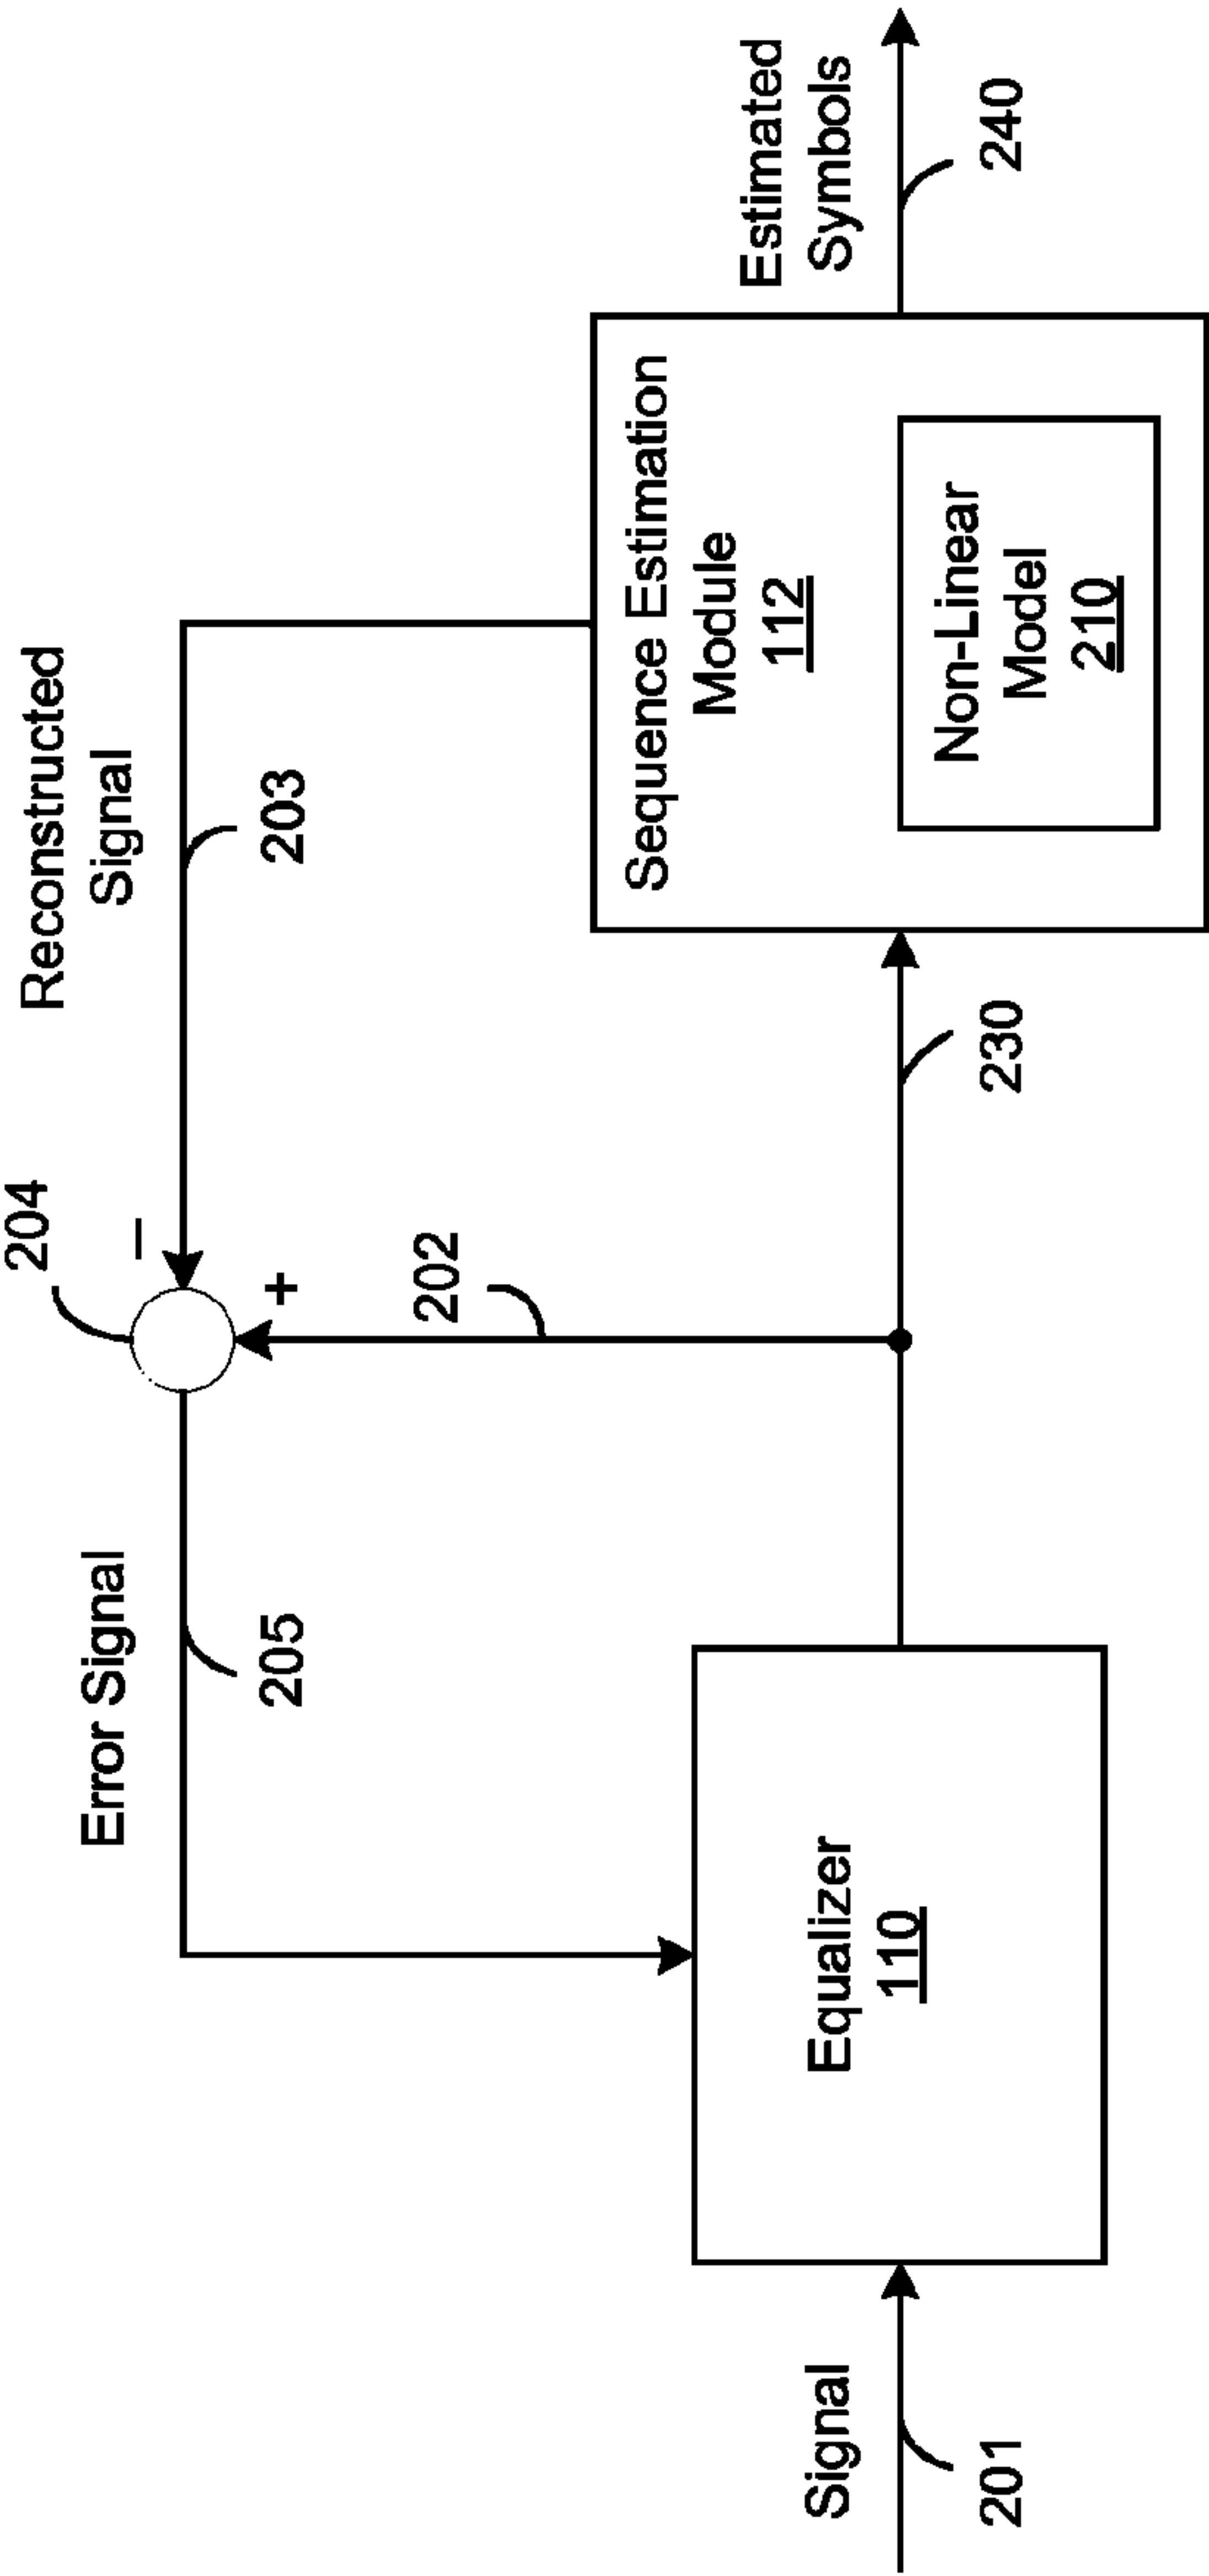 Reconstructed
Signal
203
204
–
+
202
Error Signal
205
Signal
201
Equalizer
110
230
Sequence Estimation
Module
112
Non-Linear
Model
210
Estimated
Symbols
240